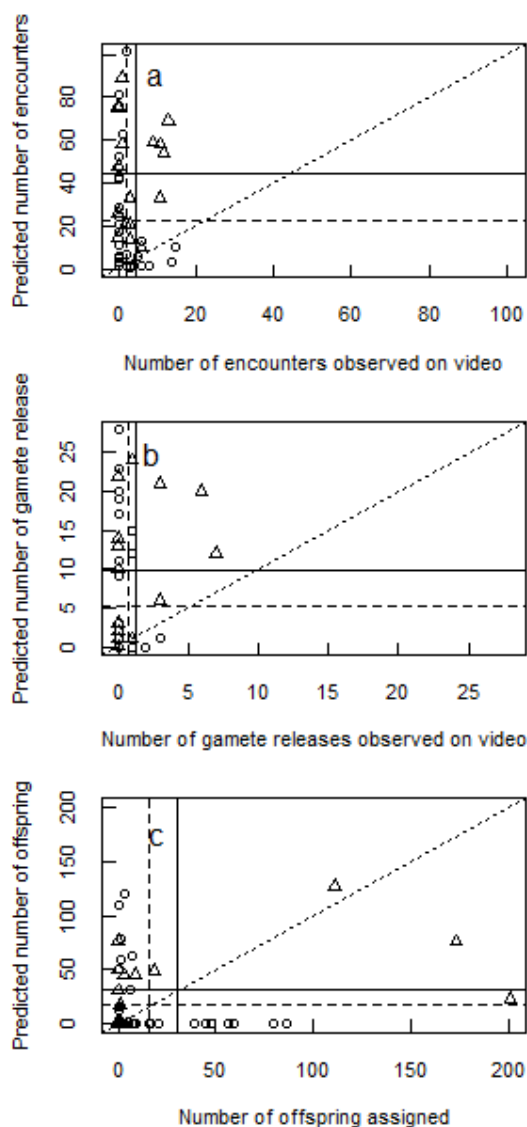 Predicted number of encounters
80
60
40
20
0
a
0 20 40 60 80 100
Number of encounters observed on video
Predicted number of gamete release
25
20
15
10
5
0
b
0 5 10 15 20 25
Number of gamete releases observed on video
Predicted number of offspring
200
150
100
50
0
c
0 50 100 150 200
Number of offspring assigned